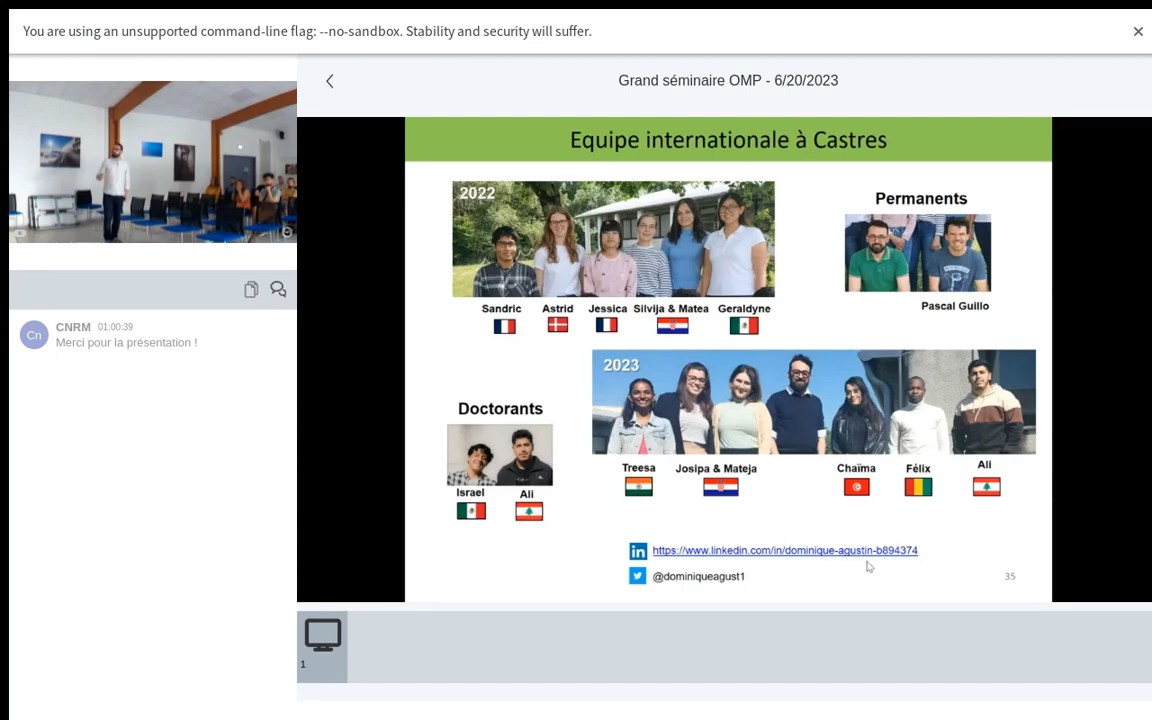 You are using an unsupported command-line flag: --no-sandbox. Stability and security will suffer.
Grand séminaire OMP - 6/20/2023
Cn
CNRM 01:00:39
Merci pour la présentation !
Equipe internationale à Castres
2022
Sandric Astrid Jessica Silvija & Matea Geraldyne
Permanents
Pascal Guillo
2023
Treesa Josipa & Mateja Chaïma Félix Ali
Doctorants
Israel Ali
in https://www.linkedin.com/in/dominique-agustin-b894374
@dominiqueagust1
35
1